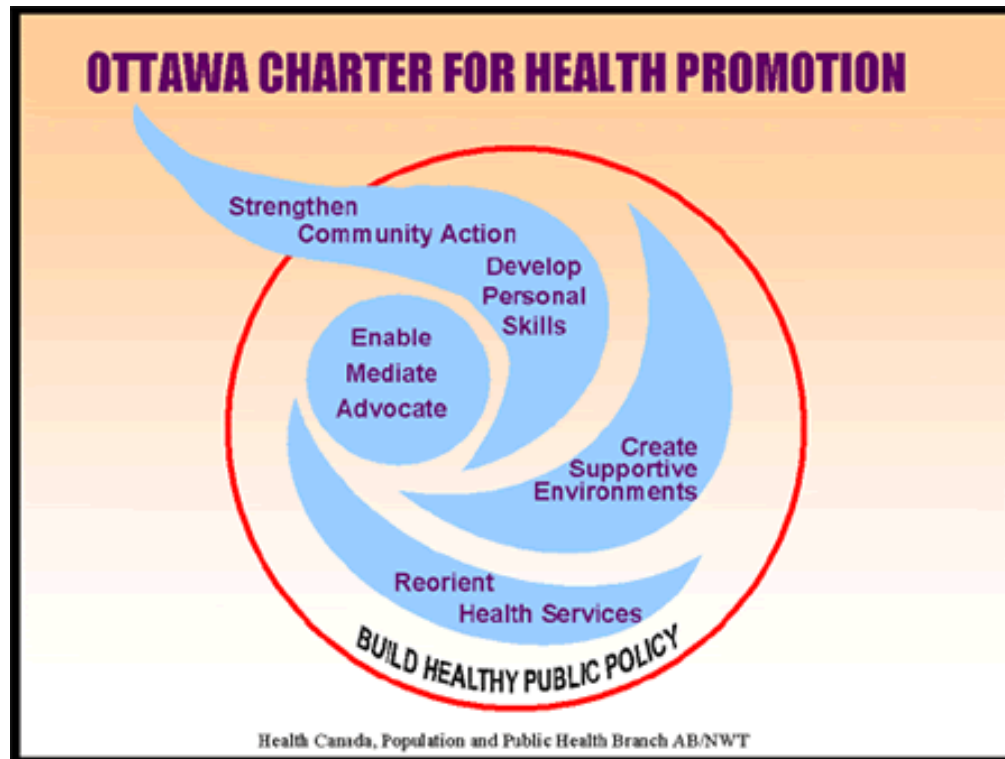 OTTAWA CHARTER FOR HEALTH PROMOTION
Strengthen
Community Action
Develop
Personal
Skills
Enable
Mediate
Advocate
Create
Supportive
Environments
Reorient
Health Services
BUILD HEALTHY PUBLIC POLICY
Health Canada, Population and Public Health Branch AB/NWT